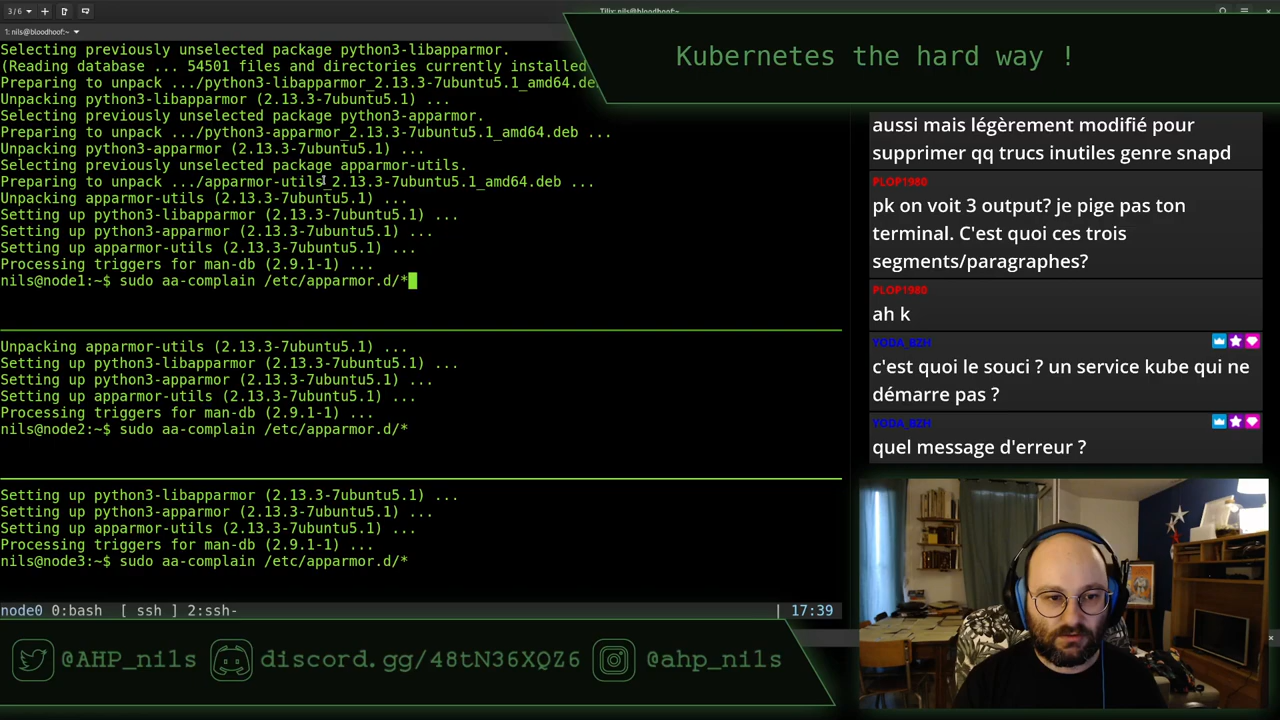 3/6
Tilix: nils@bloodhoof:~
1: nils@bloodhoof:~
Kubernetes the hard way !
Selecting previously unselected package python3-libapparmor.
(Reading database ... 54501 files and directories currently installed
Preparing to unpack .../python3-libapparmor_2.13.3-7ubuntu5.1_amd64.de
Unpacking python3-libapparmor (2.13.3-7ubuntu5.1) ...
Selecting previously unselected package python3-apparmor.
Preparing to unpack .../python3-apparmor_2.13.3-7ubuntu5.1_amd64.deb ...
Unpacking python3-apparmor (2.13.3-7ubuntu5.1) ...
Selecting previously unselected package apparmor-utils.
Preparing to unpack .../apparmor-utils_2.13.3-7ubuntu5.1_amd64.deb ...
Unpacking apparmor-utils (2.13.3-7ubuntu5.1) ...
Setting up python3-libapparmor (2.13.3-7ubuntu5.1) ...
Setting up python3-apparmor (2.13.3-7ubuntu5.1) ...
Setting up apparmor-utils (2.13.3-7ubuntu5.1) ...
Processing triggers for man-db (2.9.1-1) ...
nils@node1:~$ sudo aa-complain /etc/apparmor.d/*
Unpacking apparmor-utils (2.13.3-7ubuntu5.1) ...
Setting up python3-libapparmor (2.13.3-7ubuntu5.1) ...
Setting up python3-apparmor (2.13.3-7ubuntu5.1) ...
Setting up apparmor-utils (2.13.3-7ubuntu5.1) ...
Processing triggers for man-db (2.9.1-1) ...
nils@node2:~$ sudo aa-complain /etc/apparmor.d/*
Setting up python3-libapparmor (2.13.3-7ubuntu5.1) ...
Setting up python3-apparmor (2.13.3-7ubuntu5.1) ...
Setting up apparmor-utils (2.13.3-7ubuntu5.1) ...
Processing triggers for man-db (2.9.1-1) ...
nils@node3:~$ sudo aa-complain /etc/apparmor.d/*
node0 0:bash [ ssh ] 2:ssh- | 17:39
aussi mais légèrement modifié pour
supprimer qq trucs inutiles genre snapd
PLOP1980
pk on voit 3 output? je pige pas ton
terminal. C'est quoi ces trois
segments/paragraphes?
PLOP1980
ah k
YODA_BZH
c'est quoi le souci ? un service kube qui ne
démarre pas ?
YODA_BZH
quel message d'erreur ?
@AHP_nils discord.gg/48tN36XQZ6 @ahp_nils